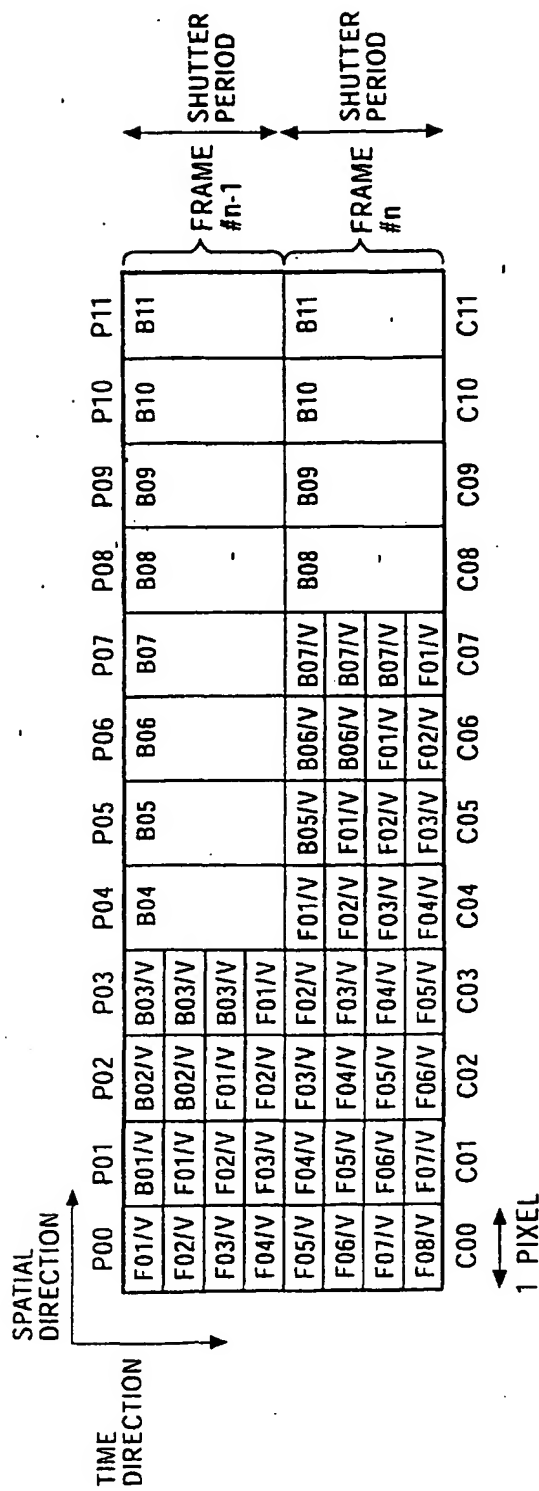 SPATIAL
DIRECTION
TIME
DIRECTION
P00 P01 P02 P03 P04 P05 P06 P07 P08 P09 P10 P11
F01/V B01/V B02/V B03/V B04 B05 B06 B07 B08 B09 B10 B11
F02/V F01/V B02/V B03/V
F03/V F02/V F01/V B03/V
F04/V F03/V F02/V F01/V
FRAME
#n-1
SHUTTER
PERIOD
F05/V F04/V F03/V F02/V F01/V B05/V B06/V B07/V B08 B09 B10 B11
F06/V F05/V F04/V F03/V F02/V F01/V B06/V B07/V
F07/V F06/V F05/V F04/V F03/V F02/V F01/V B07/V
F08/V F07/V F06/V F05/V F04/V F03/V F02/V F01/V
FRAME
#n
SHUTTER
PERIOD
C00 C01 C02 C03 C04 C05 C06 C07 C08 C09 C10 C11
1 PIXEL